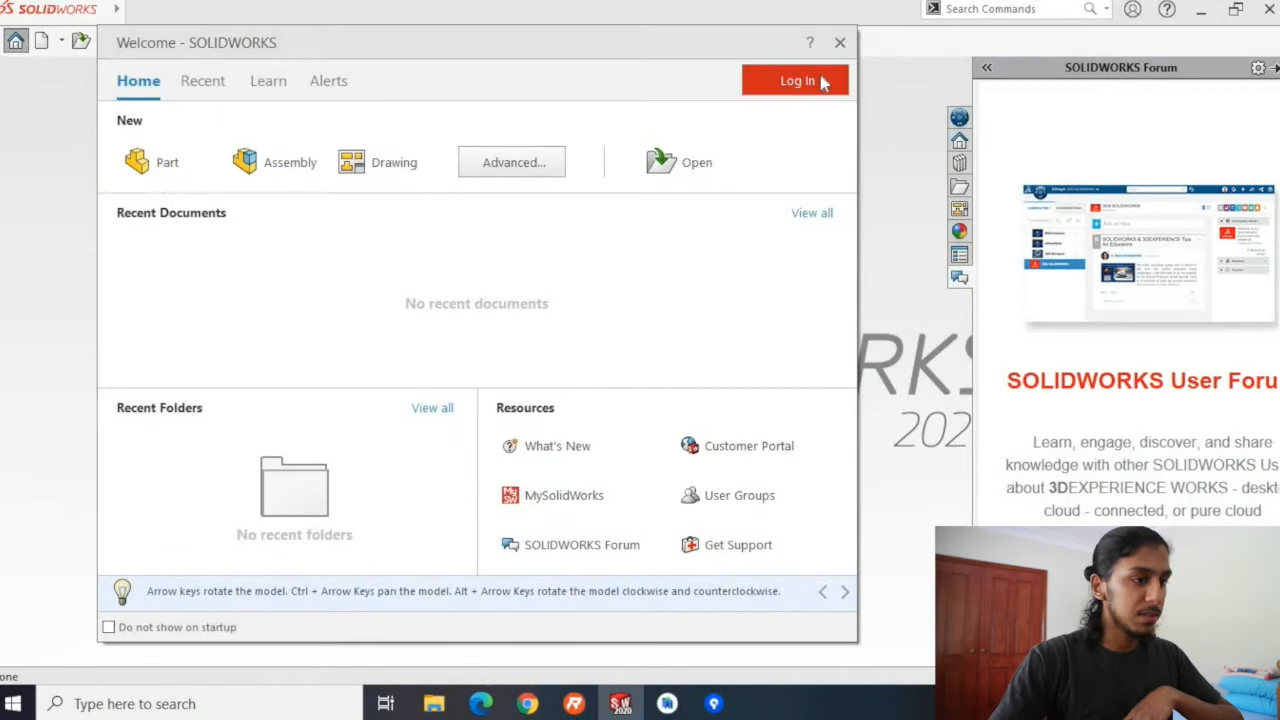 SOLIDWORKS
Search Commands
Welcome - SOLIDWORKS
?
Home Recent Learn Alerts
Log In
SOLIDWORKS Forum
New
Part Assembly Drawing Advanced... Open
Recent Documents View all
No recent documents
RKS
202
Recent Folders View all
No recent folders
Resources
What's New Customer Portal
MySolidWorks User Groups
SOLIDWORKS Forum Get Support
SOLIDWORKS User Foru
Learn, engage, discover, and share
knowledge with other SOLIDWORKS Us
about 3DEXPERIENCE WORKS - deskt
cloud - connected, or pure cloud
Arrow keys rotate the model. Ctrl + Arrow Keys pan the model. Alt + Arrow Keys rotate the model clockwise and counterclockwise.
Do not show on startup
one
Type here to search
SW
2020